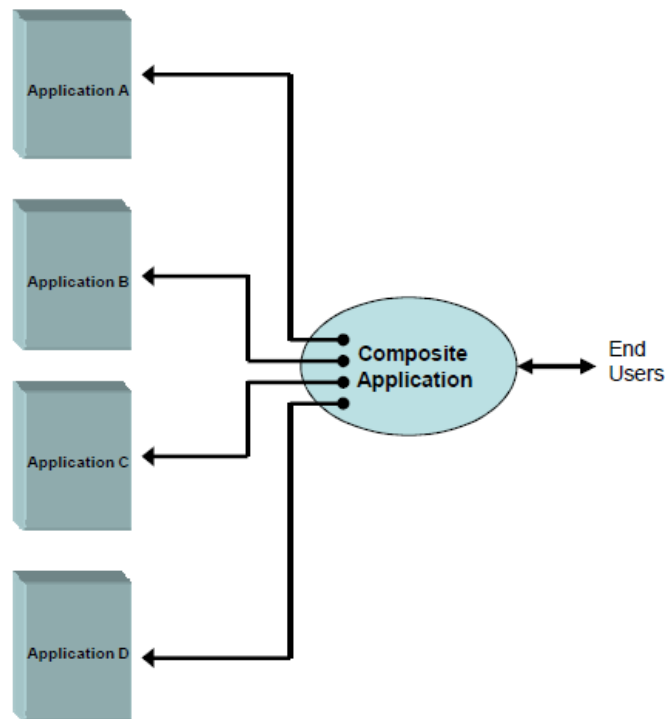 Application A
Application B
Composite
Application
End
Users
Application C
Application D